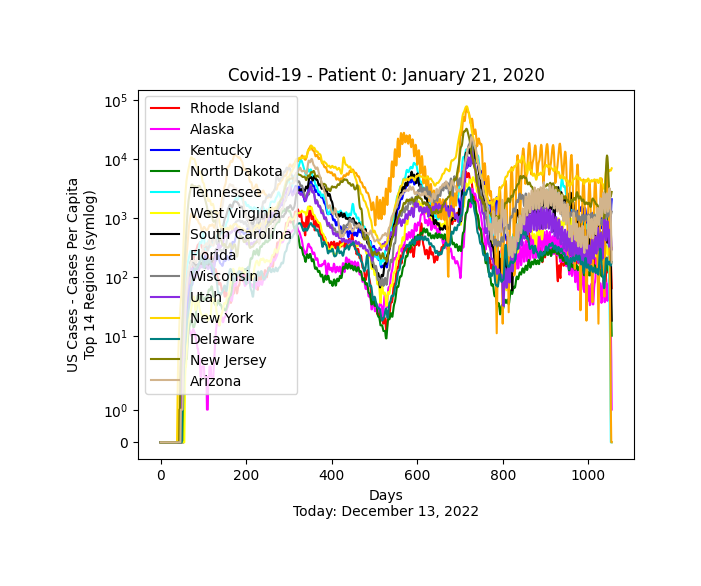 Covid-19 - Patient 0: January 21, 2020
US Cases - Cases Per Capita
Top 14 Regions (symlog)
10^5
10^4
10^3
10^2
10^1
10^0
0
Rhode Island
Alaska
Kentucky
North Dakota
Tennessee
West Virginia
South Carolina
Florida
Wisconsin
Utah
New York
Delaware
New Jersey
Arizona
0 200 400 600 800 1000
Days
Today: December 13, 2022